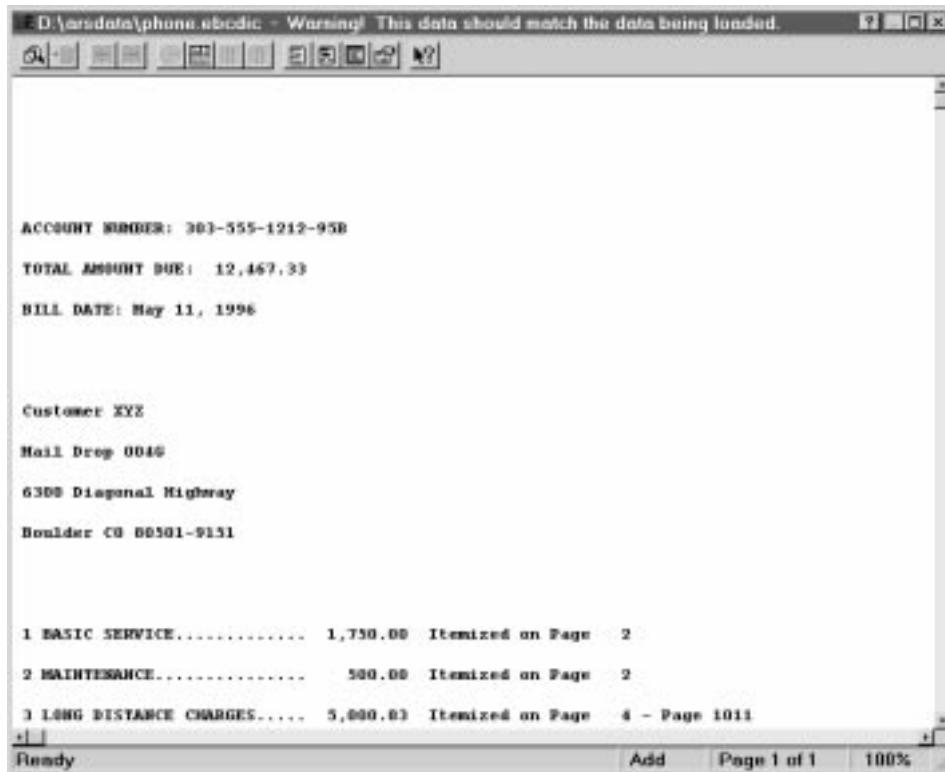 D:\arsdata\phone.ebcdic - Warning! This data should match the data being loaded.
ACCOUNT NUMBER: 303-555-1212-95B
TOTAL AMOUNT DUE: 12,467.33
BILL DATE: May 11, 1996
Customer XYZ
Mail Drop 004G
6300 Diagonal Highway
Boulder CO 80501-9151
1 BASIC SERVICE............. 1,750.00 Itemized on Page 2
2 MAINTENANCE............... 500.00 Itemized on Page 2
3 LONG DISTANCE CHARGES..... 5,000.03 Itemized on Page 4 - Page 1011
Ready Add Page 1 of 1 100%